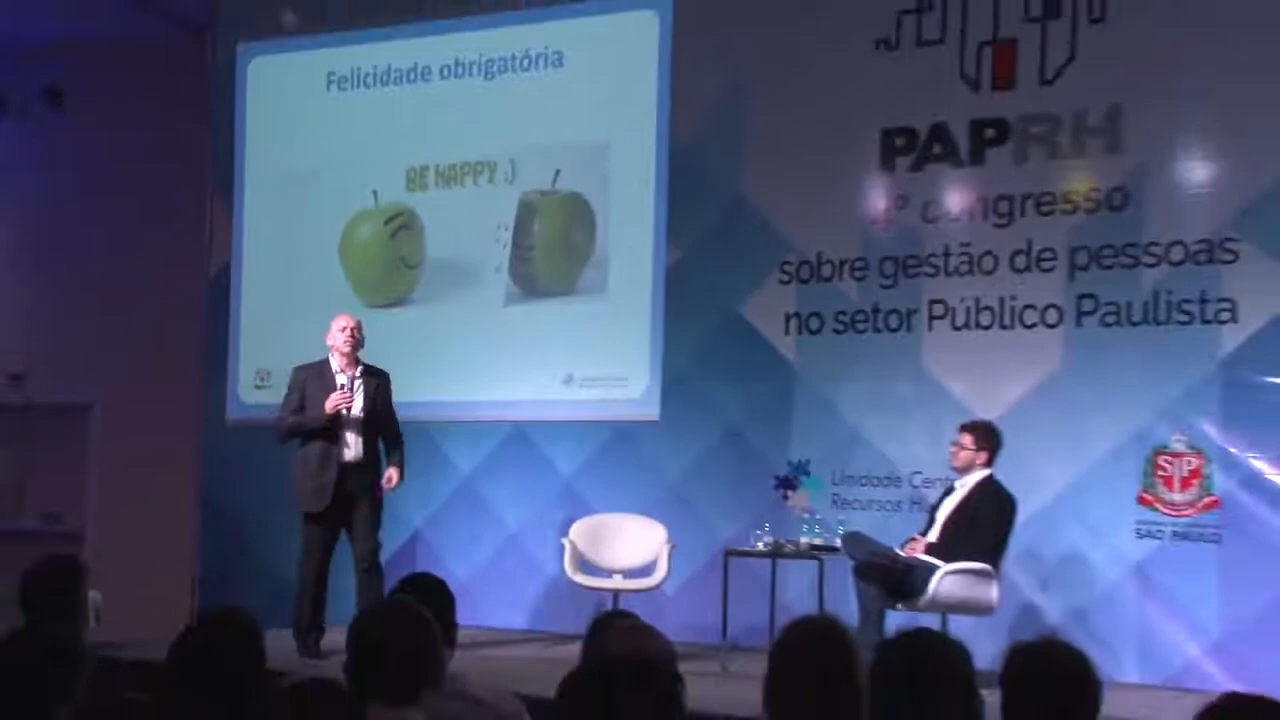 Felicidade obrigatória
BE HAPPY :)
PAPRH
congresso
sobre gestão de pessoas
no setor Público Paulista
Unidade Cent
Recursos Hu
SP
SÃO PAULO